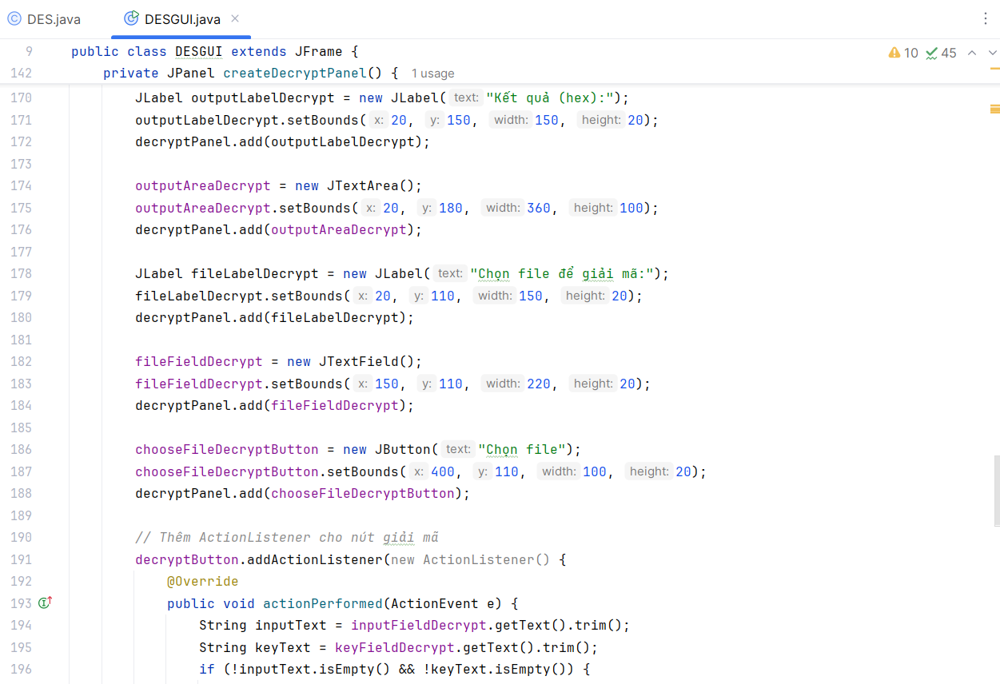 DES.java DESGUI.java
9 public class DESGUI extends JFrame { 10 45
142 private JPanel createDecryptPanel() { 1 usage
170 JLabel outputLabelDecrypt = new JLabel( text: "Kết quả (hex):");
171 outputLabelDecrypt.setBounds( x: 20, y: 150, width: 150, height: 20);
172 decryptPanel.add(outputLabelDecrypt);
173
174 outputAreaDecrypt = new JTextArea();
175 outputAreaDecrypt.setBounds( x: 20, y: 180, width: 360, height: 100);
176 decryptPanel.add(outputAreaDecrypt);
177
178 JLabel fileLabelDecrypt = new JLabel( text: "Chọn file để giải mã:");
179 fileLabelDecrypt.setBounds( x: 20, y: 110, width: 150, height: 20);
180 decryptPanel.add(fileLabelDecrypt);
181
182 fileFieldDecrypt = new JTextField();
183 fileFieldDecrypt.setBounds( x: 150, y: 110, width: 220, height: 20);
184 decryptPanel.add(fileFieldDecrypt);
185
186 chooseFileDecryptButton = new JButton( text: "Chọn file");
187 chooseFileDecryptButton.setBounds( x: 400, y: 110, width: 100, height: 20);
188 decryptPanel.add(chooseFileDecryptButton);
189
190 // Thêm ActionListener cho nút giải mã
191 decryptButton.addActionListener(new ActionListener() {
192 @Override
193 public void actionPerformed(ActionEvent e) {
194 String inputText = inputFieldDecrypt.getText().trim();
195 String keyText = keyFieldDecrypt.getText().trim();
196 if (!inputText.isEmpty() && !keyText.isEmpty()) {